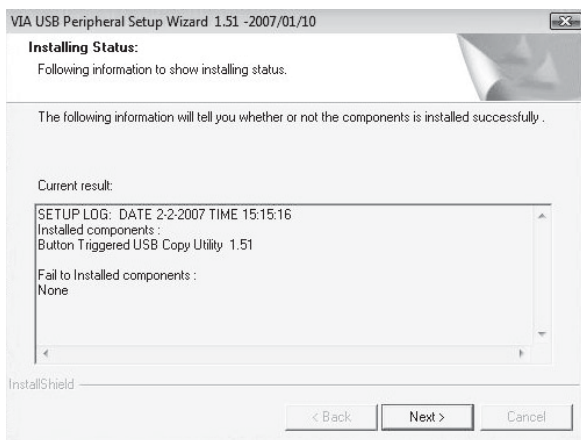 VIA USB Peripheral Setup Wizard 1.51 -2007/01/10
Installing Status:
Following information to show installing status.
The following information will tell you whether or not the components is installed successfully .
Current result:
SETUP LOG: DATE 2-2-2007 TIME 15:15:16
Installed components :
Button Triggered USB Copy Utility 1.51
Fail to Installed components :
None
InstallShield
< Back
Next >
Cancel